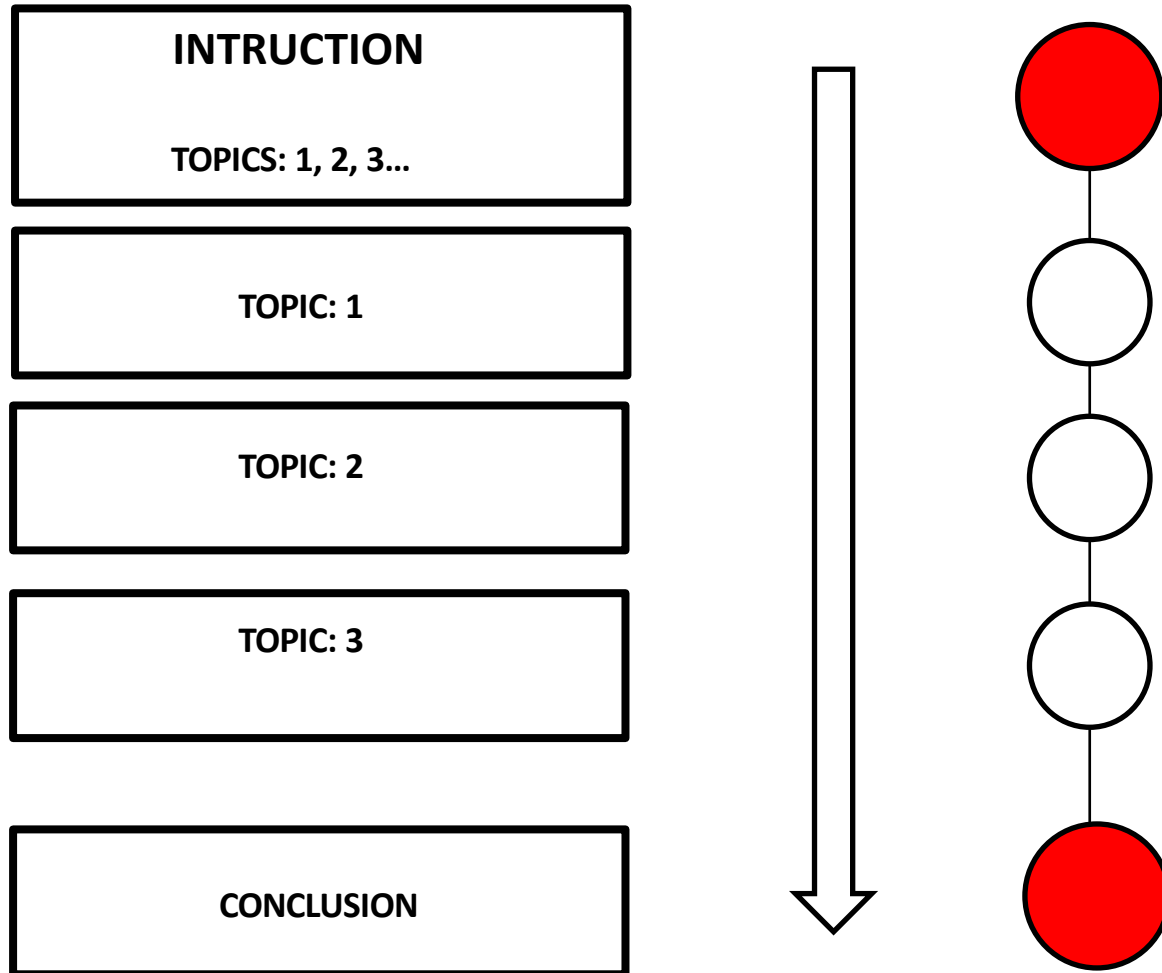 INTRUCTION
TOPICS: 1, 2, 3...
TOPIC: 1
TOPIC: 2
TOPIC: 3
CONCLUSION